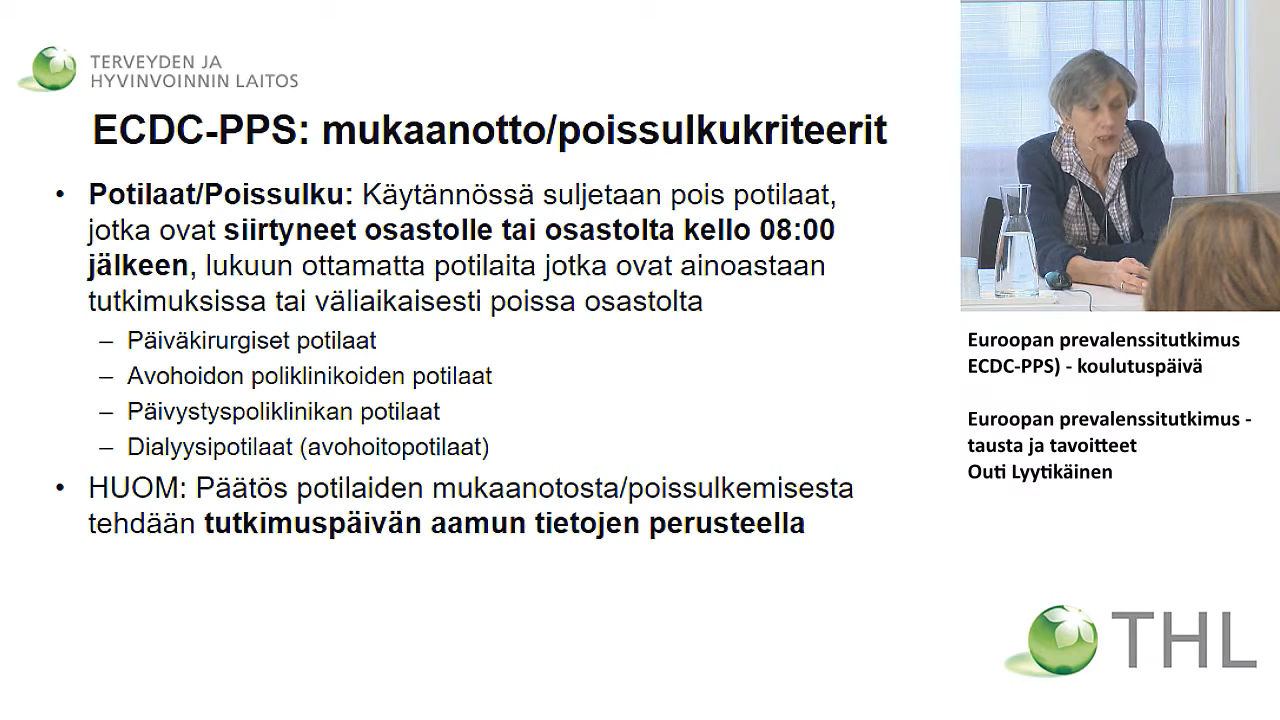 TERVEYDEN JA
HYVINVOINNIN LAITOS
ECDC-PPS: mukaanotto/poissulkukriteerit
• Potilaat/Poissulku: Käytännössä suljetaan pois potilaat,
jotka ovat siirtyneet osastolle tai osastolta kello 08:00
jälkeen, lukuun ottamatta potilaita jotka ovat ainoastaan
tutkimuksissa tai väliaikaisesti poissa osastolta
– Päiväkirurgiset potilaat
– Avohoidon poliklinikoiden potilaat
– Päivystyspoliklinikan potilaat
– Dialyysipotilaat (avohoitopotilaat)
• HUOM: Päätös potilaiden mukaanotosta/poissulkemisesta
tehdään tutkimuspäivän aamun tietojen perusteella
Euroopan prevalenssitutkimus
ECDC-PPS) - koulutuspäivä
Euroopan prevalenssitutkimus -
tausta ja tavoitteet
Outi Lyytikäinen
THL